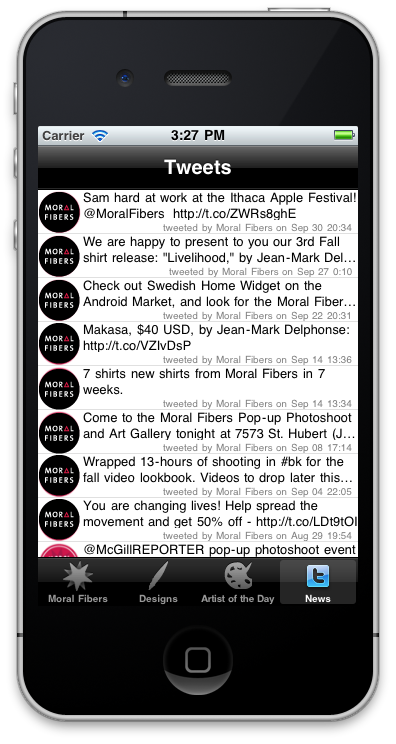 Carrier 3:27 PM
Tweets
MORAL
FIBERS
Sam hard at work at the Ithaca Apple Festival!
@MoralFibers http://t.co/ZWRs8ghE
tweeted by Moral Fibers on Sep 30 20:34
MORAL
FIBERS
We are happy to present to you our 3rd Fall
shirt release: "Livelihood," by Jean-Mark Del...
tweeted by Moral Fibers on Sep 27 0:10
MORAL
FIBERS
Check out Swedish Home Widget on the
Android Market, and look for the Moral Fiber...
tweeted by Moral Fibers on Sep 22 20:31
MORAL
FIBERS
Makasa, $40 USD, by Jean-Mark Delphonse:
http://t.co/VZlvDsP
tweeted by Moral Fibers on Sep 14 13:36
MORAL
FIBERS
7 shirts new shirts from Moral Fibers in 7
weeks.
tweeted by Moral Fibers on Sep 14 13:34
MORAL
FIBERS
Come to the Moral Fibers Pop-up Photoshoot
and Art Gallery tonight at 7573 St. Hubert (J...
tweeted by Moral Fibers on Sep 08 17:14
MORAL
FIBERS
Wrapped 13-hours of shooting in #bk for the
fall video lookbook. Videos to drop later this...
tweeted by Moral Fibers on Sep 04 22:05
MORAL
FIBERS
You are changing lives! Help spread the
movement and get 50% off - http://t.co/LDt9tOI
tweeted by Moral Fibers on Aug 29 19:54
@McGillREPORTER pop-up photoshoot event
Moral Fibers Designs Artist of the Day News